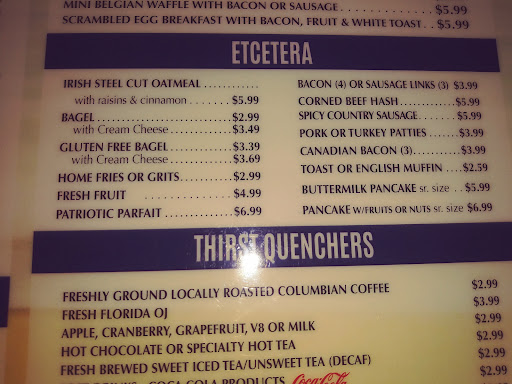 MINI BELGIAN WAFFLE WITH BACON OR SAUSAGE. . . . . . . . . . . . . $5.99
SCRAMBLED EGG BREAKFAST WITH BACON, FRUIT & WHITE TOAST . . $5.99
ETCETERA
IRISH STEEL CUT OATMEAL . . . . . . . . . . .
with raisins & cinnamon . . . . . . . $5.99
BAGEL . . . . . . . . . . . . . . . . . . . . $2.99
with Cream Cheese . . . . . . . . . . $3.49
GLUTEN FREE BAGEL . . . . . . . . . . $3.39
with Cream Cheese . . . . . . . . . . $3.69
HOME FRIES OR GRITS. . . . . . . . . . $2.99
FRESH FRUIT . . . . . . . . . . . . $4.99
PATRIOTIC PARFAIT . . . . . . . . . . . . $6.99
BACON (4) OR SAUSAGE LINKS (3) $3.99
CORNED BEEF HASH. . . . . . . . . . . . $5.99
SPICY COUNTRY SAUSAGE. . . . . . . $5.99
PORK OR TURKEY PATTIES . . . . . . $3.99
CANADIAN BACON (3). . . . . . . . . . $3.99
TOAST OR ENGLISH MUFFIN . . . . $2.59
BUTTERMILK PANCAKE sr. size . . $5.99
PANCAKE W/FRUITS OR NUTS sr. size $6.99
THIRST QUENCHERS
FRESHLY GROUND LOCALLY ROASTED COLUMBIAN COFFEE $2.99
FRESH FLORIDA OJ $3.99
APPLE, CRANBERRY, GRAPEFRUIT, V8 OR MILK $2.99
HOT CHOCOLATE OR SPECIALTY HOT TEA $2.99
FRESH BREWED SWEET ICED TEA/UNSWEET TEA (DECAF) $2.99
COCA COLA PRODUCTS Coca-Cola $2.99